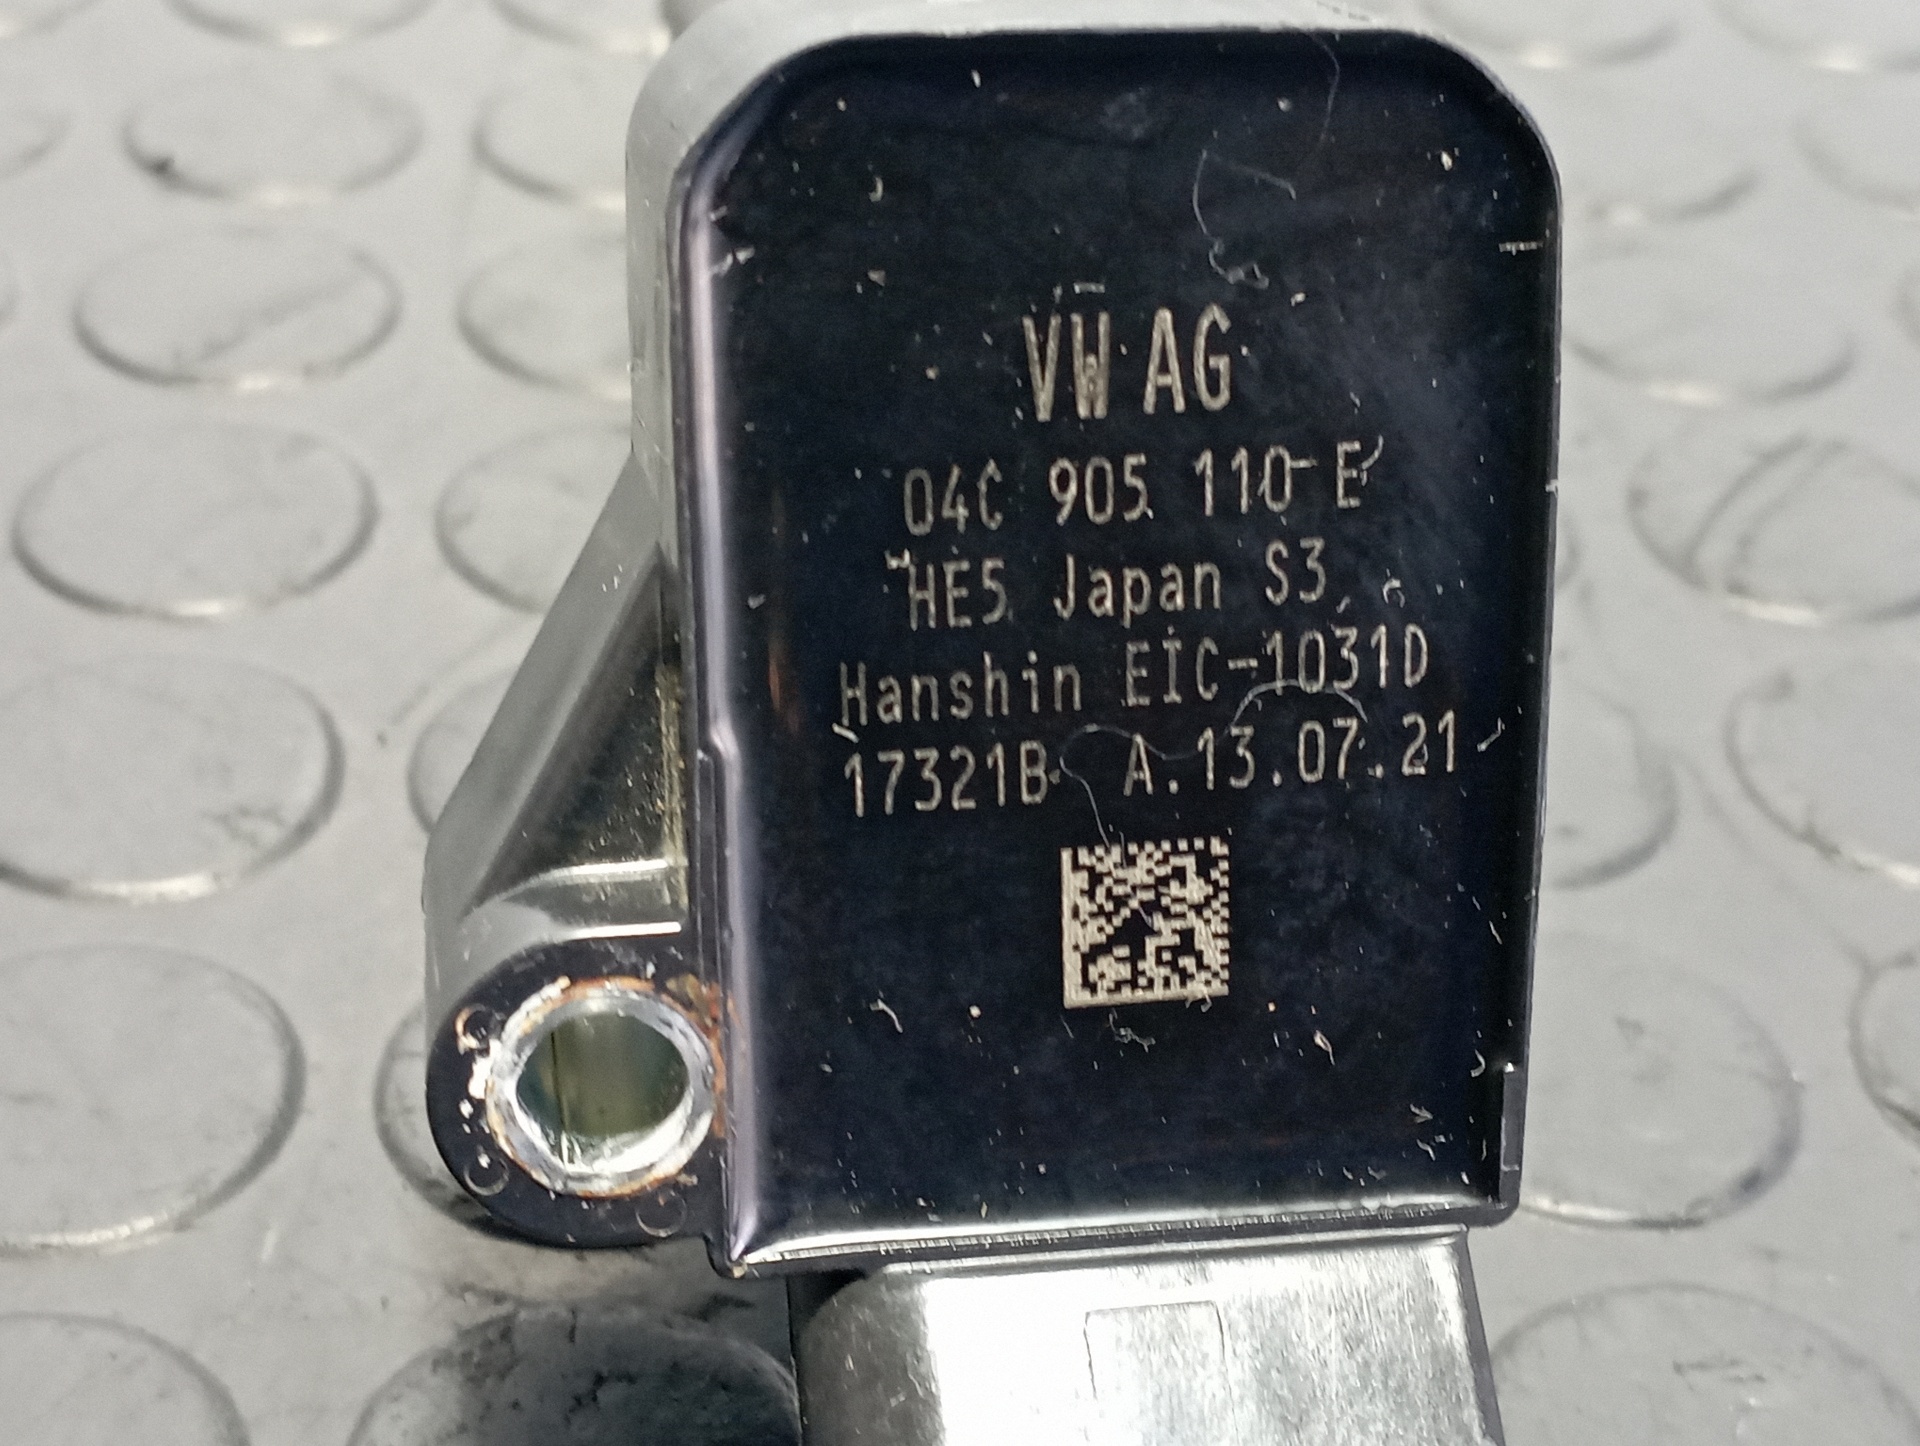 VW AG
04C 905 110 E
HE5 Japan S3
Hanshin EIC-1031D
17321B A.13.07.21